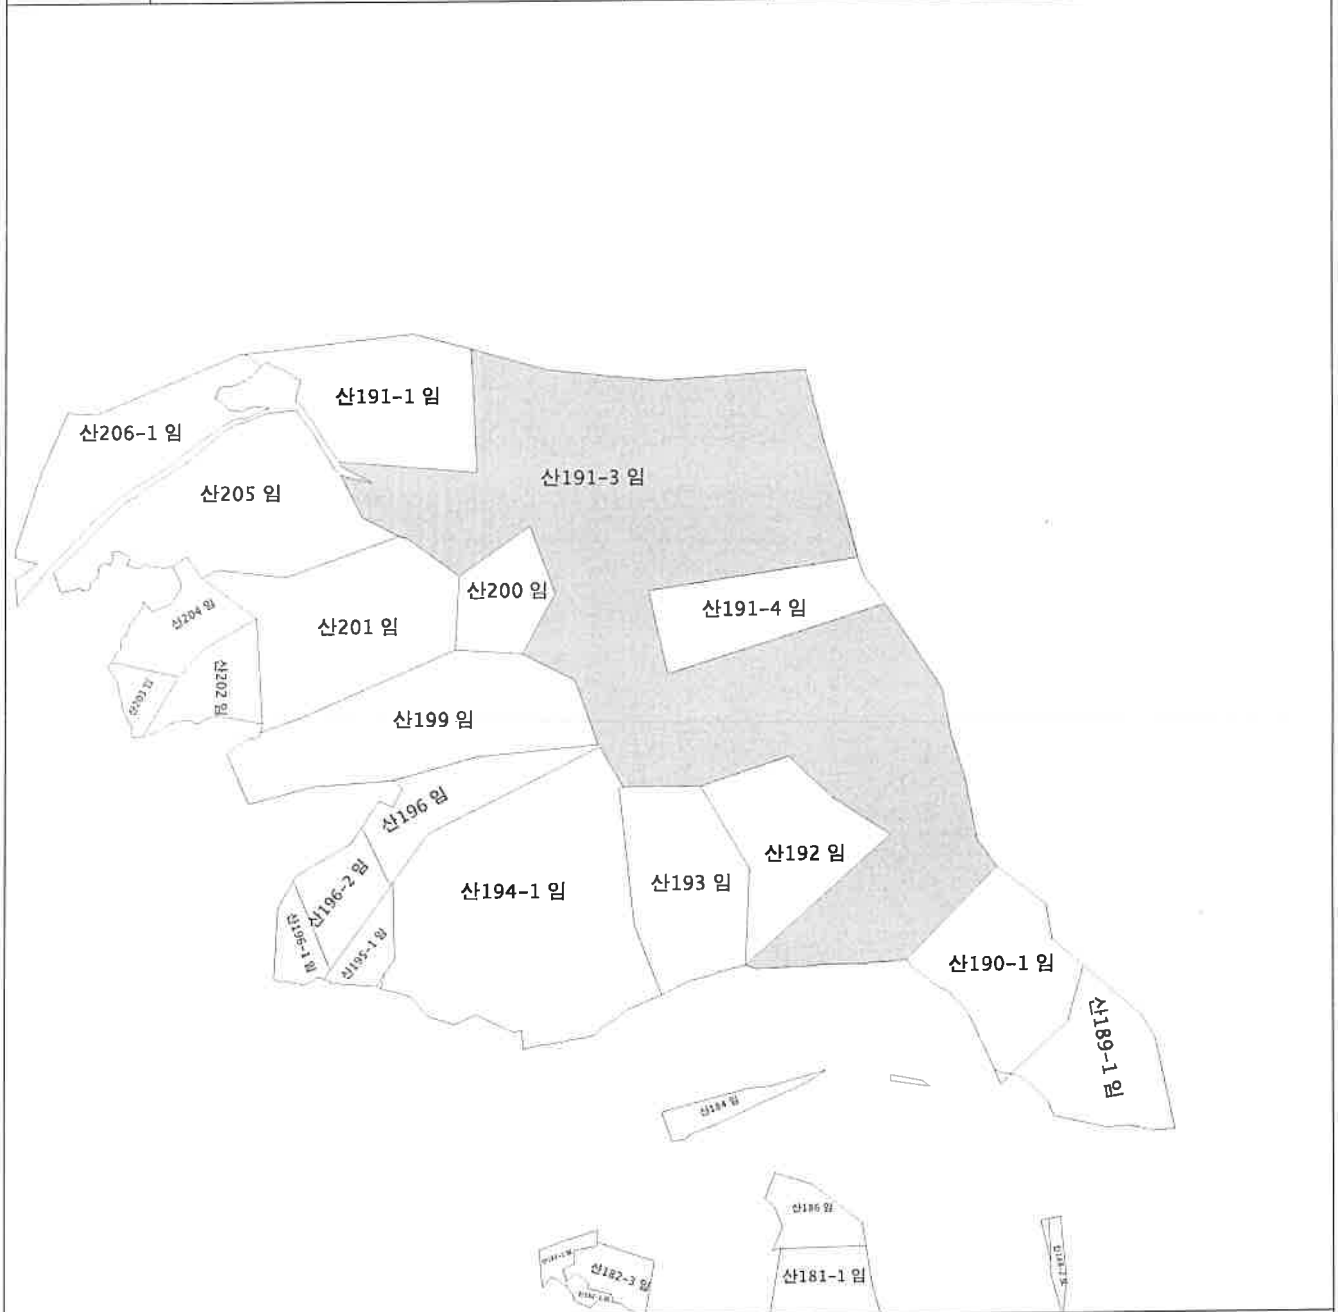 산191-1 임
산206-1 임
산191-3 임
산205 임
산200 임
산191-4 임
산204 임
산201 임
산202 임
산203 임
산199 임
산196 임
산192 임
산193 임
산196-2 임
산194-1 임
산196-1 임
산195-1 임
산190-1 임
산189-1 임
산184 임
산186 임
산182-3 임
산181-1 임